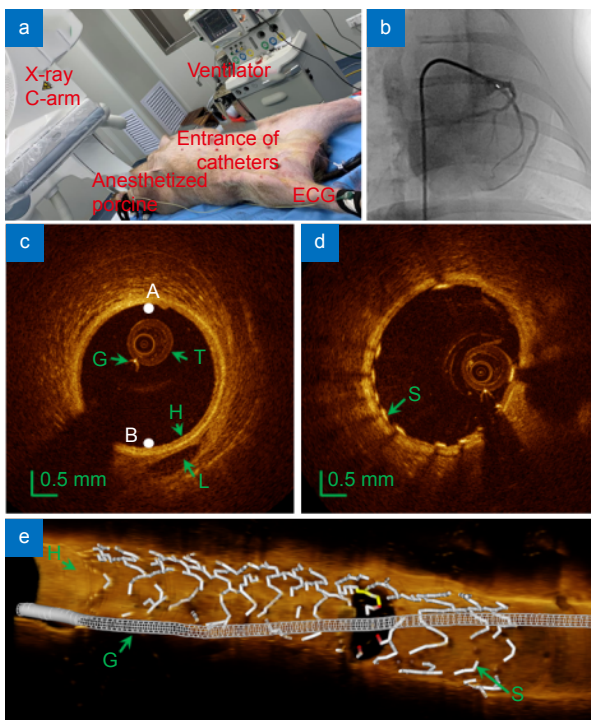 a
X-ray
C-arm
Ventilator
Entrance of
catheters
Anesthetized
porcine
ECG
b
c
A
G
T
H
B
L
0.5 mm
d
S
0.5 mm
e
H
G
S